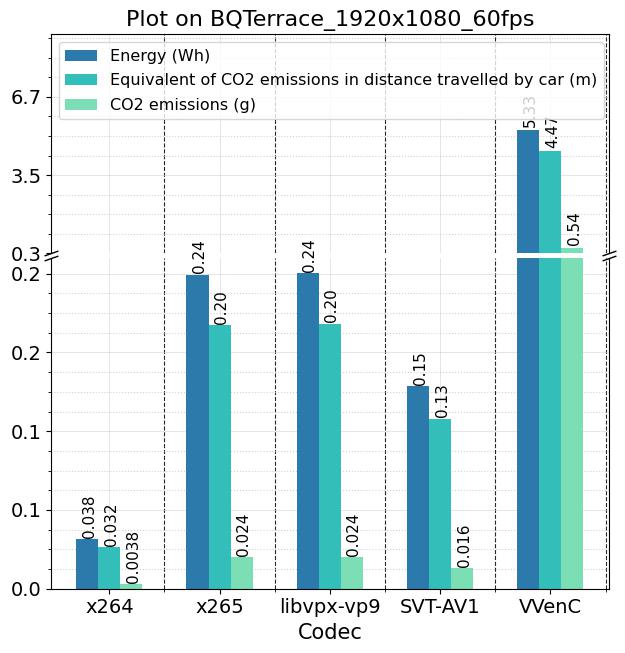 Plot on BQTerrace_1920x1080_60fps
Energy (Wh)
Equivalent of CO2 emissions in distance travelled by car (m)
CO2 emissions (g)
6.7
3.5
0.3
0.2
0.2
0.1
0.1
0.0
0.038
0.032
0.0038
0.24
0.20
0.024
0.24
0.20
0.024
0.15
0.13
0.016
5.33
4.47
0.54
x264
x265
libvpx-vp9
SVT-AV1
VVenC
Codec